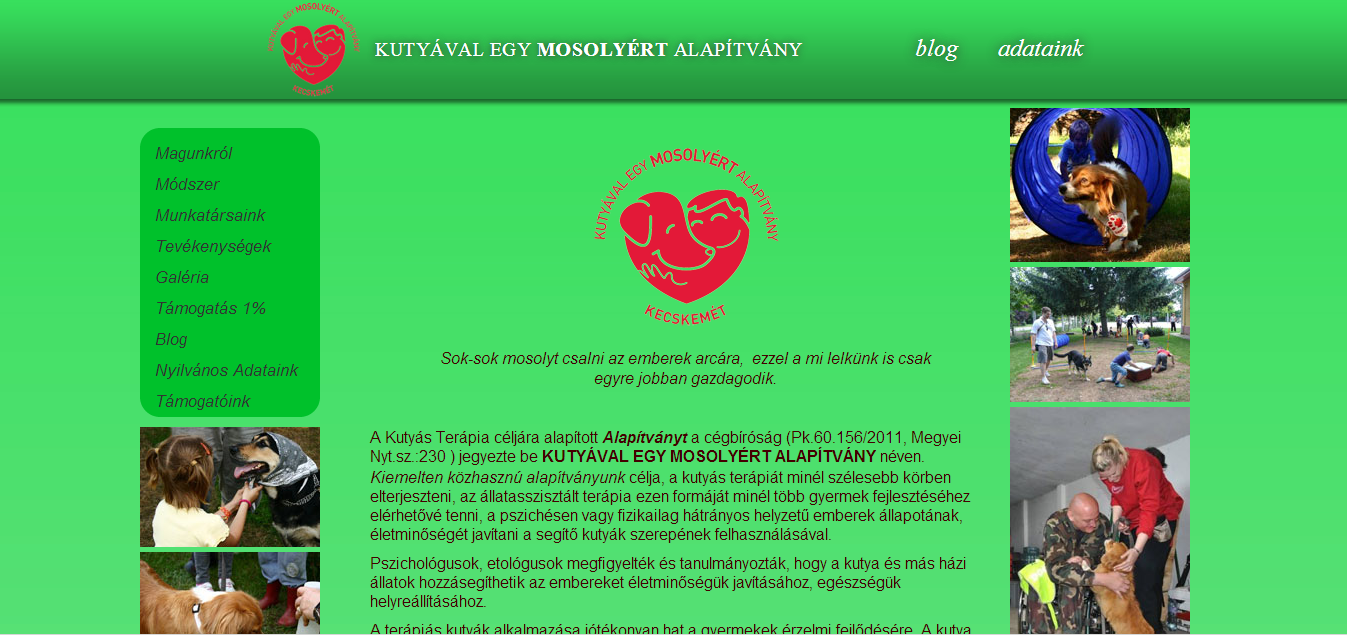 KUTYÁVAL EGY MOSOLYÉRT ALAPÍTVÁNY
KECSKEMÉT
KUTYÁVAL EGY MOSOLYÉRT ALAPÍTVÁNY
blog
adataink
Magunkról
Módszer
Munkatársaink
Tevékenységek
Galéria
Támogatás 1%
Blog
Nyilvános Adataink
Támogatóink
KUTYÁVAL EGY MOSOLYÉRT ALAPÍTVÁNY
KECSKEMÉT
Sok-sok mosolyt csalni az emberek arcára, ezzel a mi lelkünk is csak
egyre jobban gazdagodik.
A Kutyás Terápia céljára alapított Alapítványt a cégbíróság (Pk.60.156/2011, Megyei
Nyt.sz.:230 ) jegyezte be KUTYÁVAL EGY MOSOLYÉRT ALAPÍTVÁNY néven.
Kiemelten közhasznú alapítványunk célja, a kutyás terápiát minél szélesebb körben
elterjeszteni, az állatasszisztált terápia ezen formáját minél több gyermek fejlesztéséhez
elérhetővé tenni, a pszichésen vagy fizikailag hátrányos helyzetű emberek állapotának,
életminőségét javítani a segítő kutyák szerepének felhasználásával.
Pszichológusok, etológusok megfigyelték és tanulmányozták, hogy a kutya és más házi
állatok hozzásegíthetik az embereket életminőségük javításához, egészségük
helyreállításához.
A terápiás kutyák alkalmazása jótékonyan hat a gyermekek érzelmi fejlődésére. A kutya